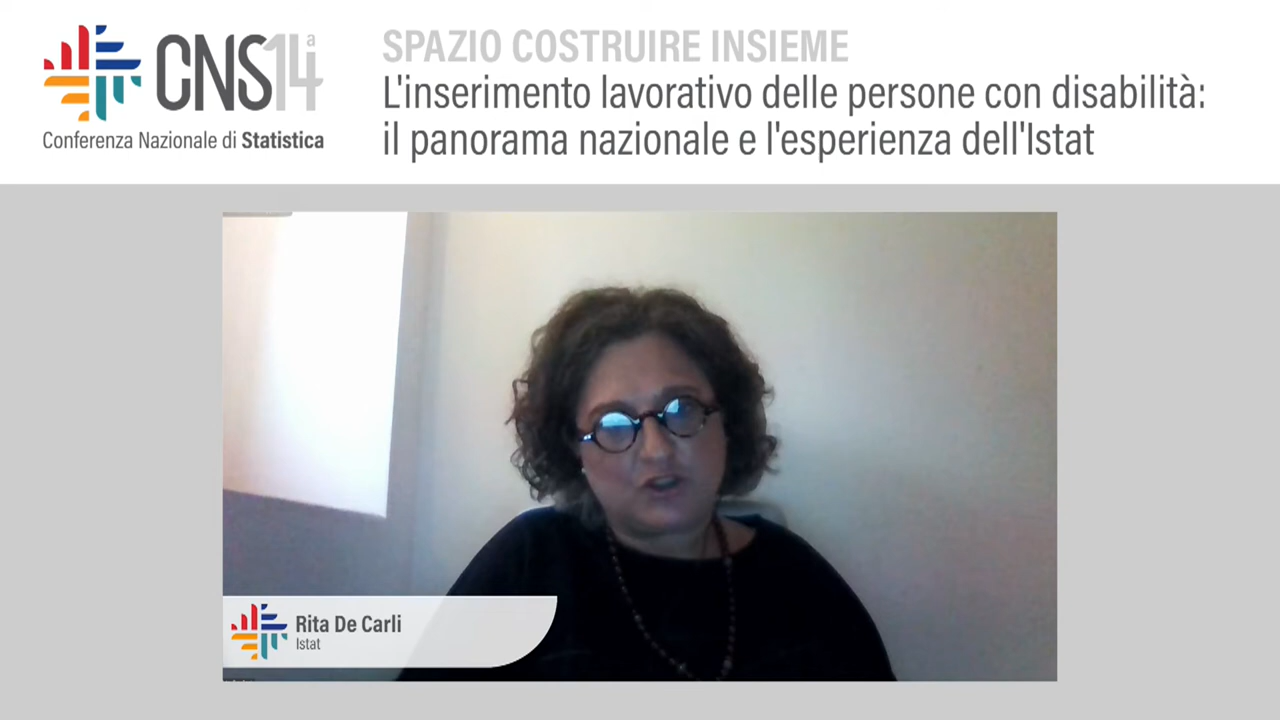 CNS14ª
Conferenza Nazionale di Statistica
SPAZIO COSTRUIRE INSIEME
L'inserimento lavorativo delle persone con disabilità:
il panorama nazionale e l'esperienza dell'Istat
Rita De Carli
Istat